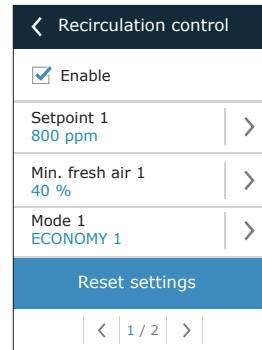 Recirculation control
Enable
Setpoint 1
800 ppm
Min. fresh air 1
40 %
Mode 1
ECONOMY 1
Reset settings
1 / 2